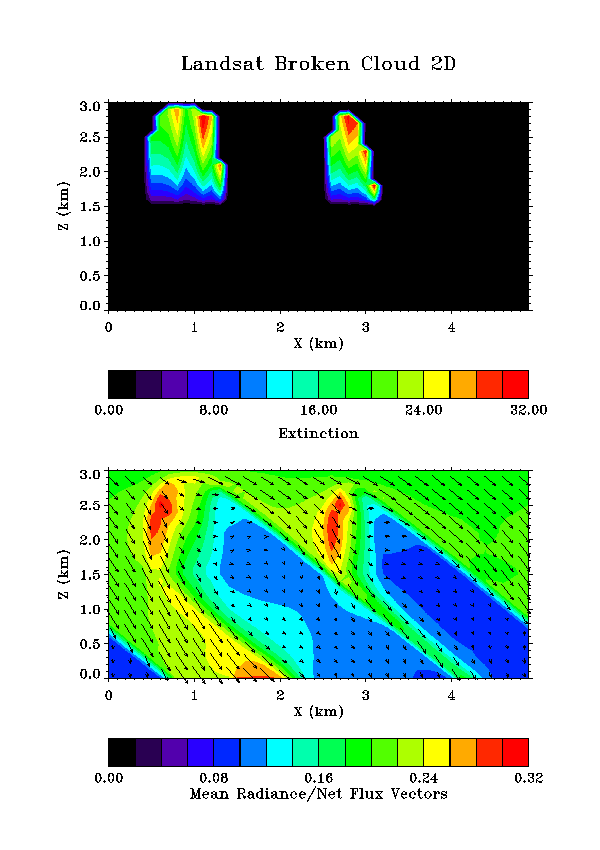 Landsat Broken Cloud 2D
3.0
2.5
2.0
1.5
1.0
0.5
0.0
Z (km)
0 1 2 3 4
X (km)
0.00 8.00 16.00 24.00 32.00
Extinction
3.0
2.5
2.0
1.5
1.0
0.5
0.0
Z (km)
0 1 2 3 4
X (km)
0.00 0.08 0.16 0.24 0.32
Mean Radiance/Net Flux Vectors